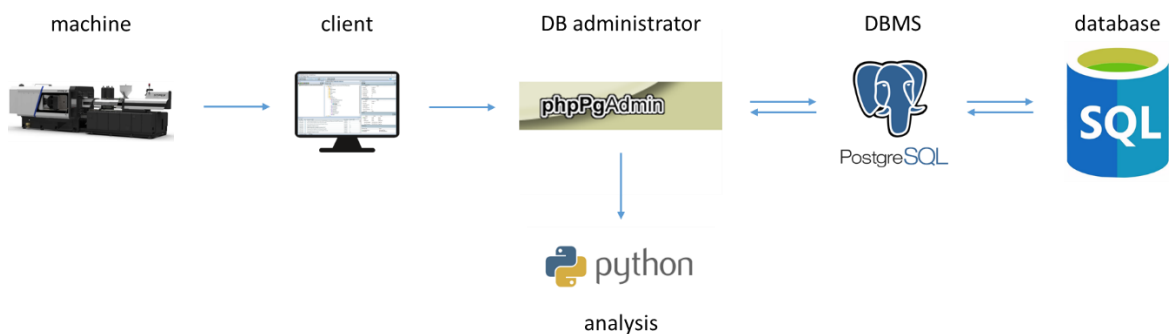 machine
client
DB administrator
DBMS
database
phpPgAdmin
PostgreSQL
SQL
python
analysis